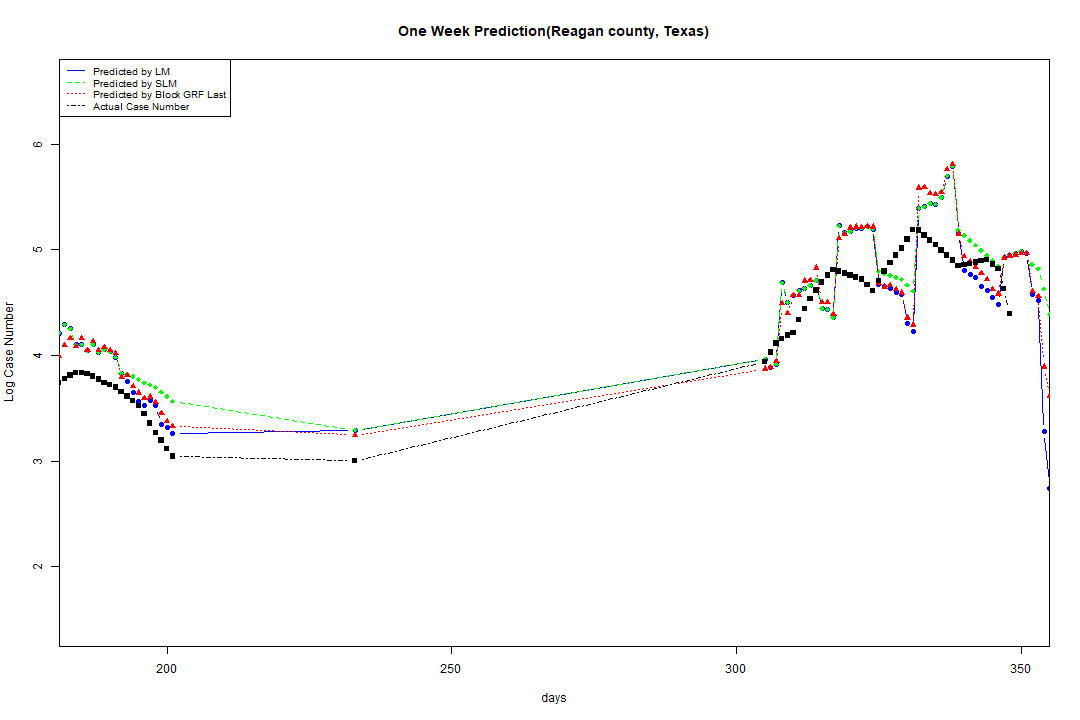 One Week Prediction(Reagan county, Texas)
Predicted by LM
Predicted by SLM
Predicted by Block GRF Last
Actual Case Number
6
5
4
3
2
Log Case Number
200 250 300 350
days